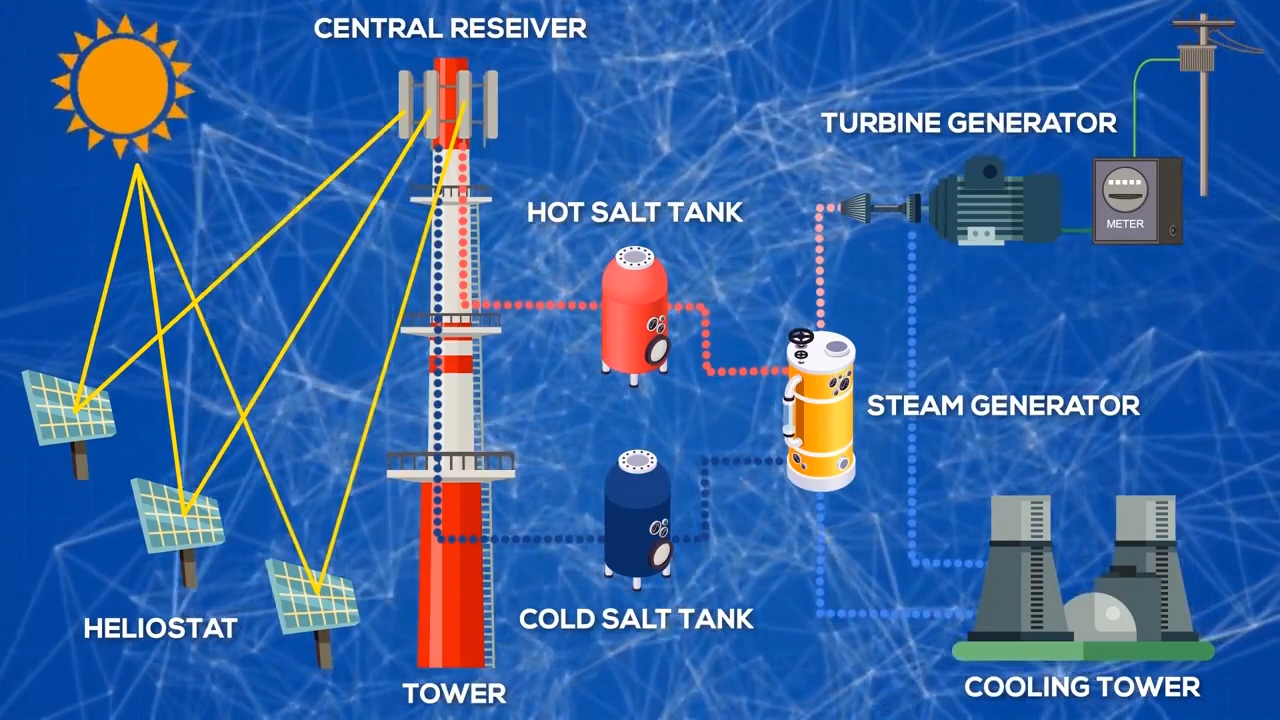 CENTRAL RESEIVER
TURBINE GENERATOR
HOT SALT TANK
METER
STEAM GENERATOR
HELIOSTAT
COLD SALT TANK
TOWER
COOLING TOWER